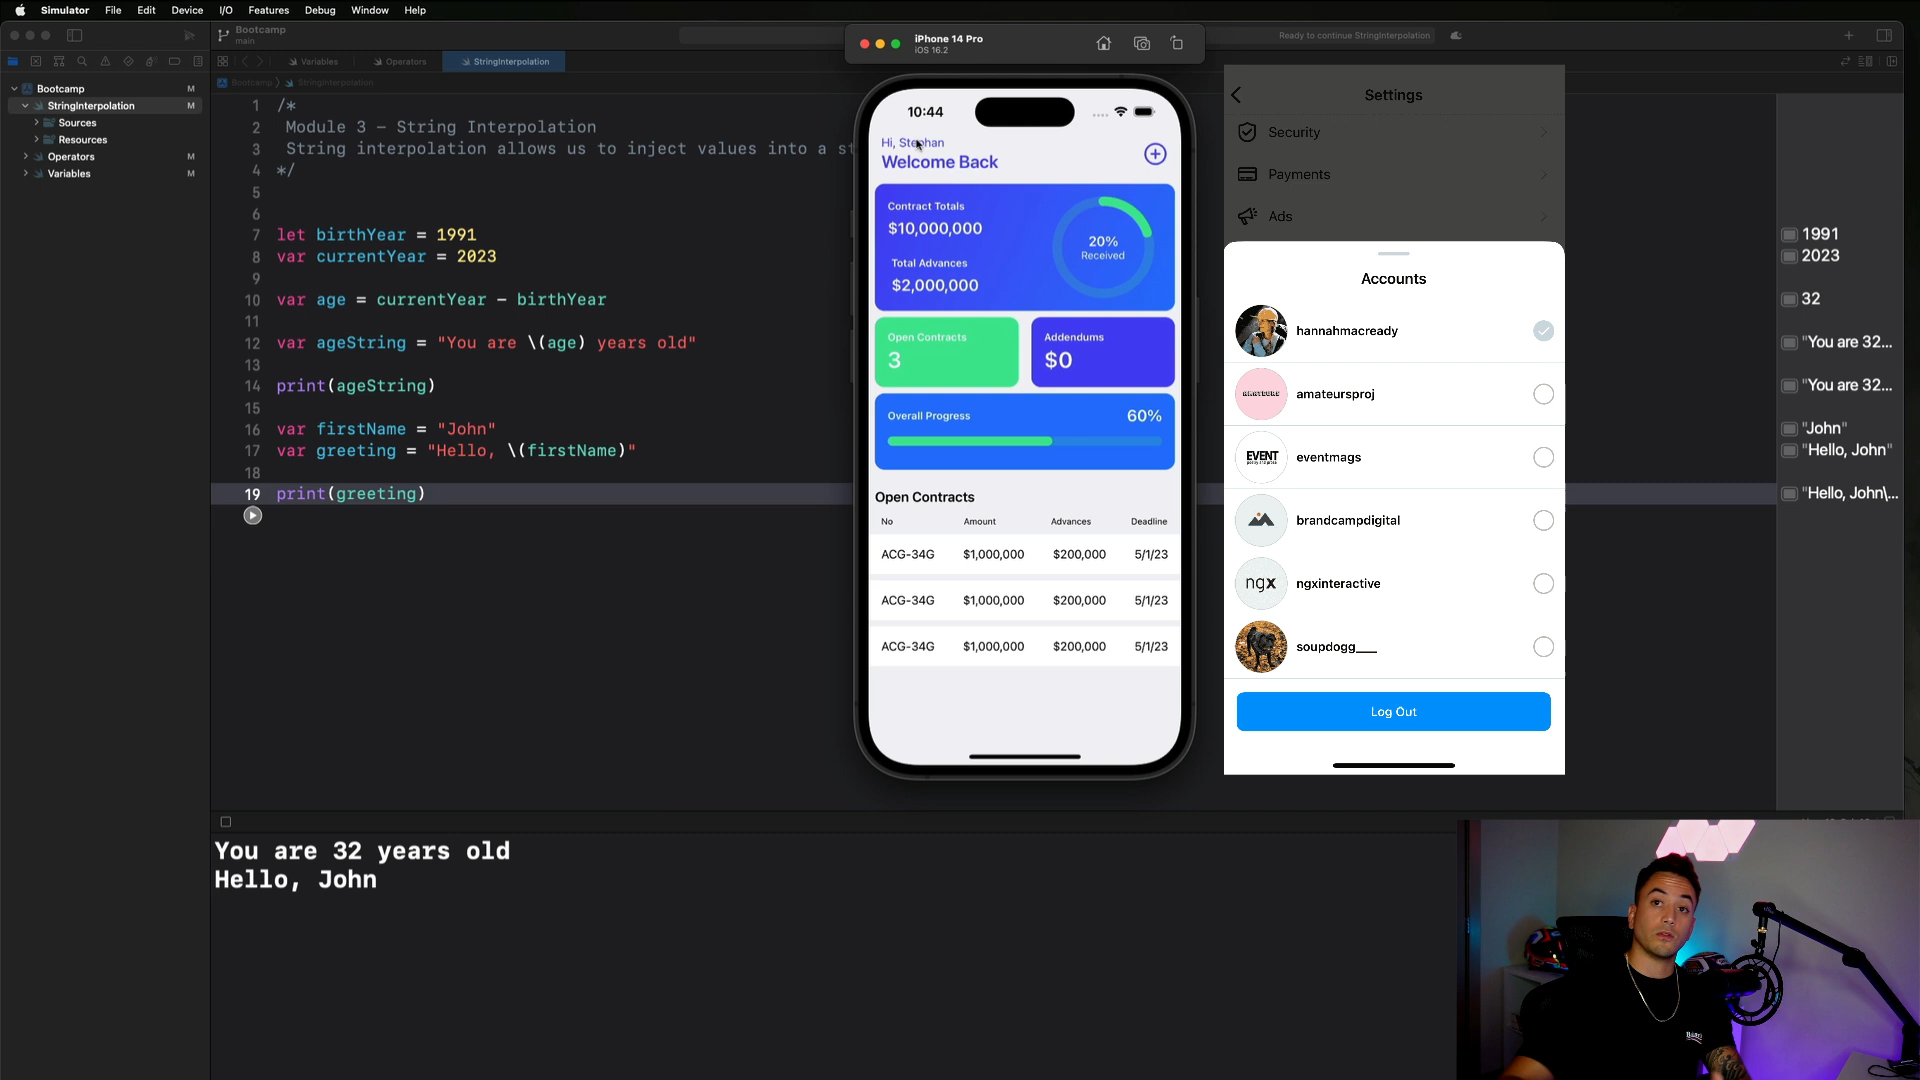 Simulator File Edit Device I/O Features Debug Window Help
Bootcamp
main
Ready to continue StringInterpolation
Variables
Operators
StringInterpolation
Bootcamp
StringInterpolation
Bootcamp M
StringInterpolation M
Sources
Resources
Operators M
Variables M
1 /*
2 Module 3 – String Interpolation
3 String interpolation allows us to inject values into a st
4 */
5
6
7 let birthYear = 1991
8 var currentYear = 2023
9
10 var age = currentYear - birthYear
11
12 var ageString = "You are \(age) years old"
13
14 print(ageString)
15
16 var firstName = "John"
17 var greeting = "Hello, \(firstName)"
18
19 print(greeting)
iPhone 14 Pro
iOS 16.2
10:44
Hi, Stephan
Welcome Back
Contract Totals
$10,000,000
Total Advances
$2,000,000
20%
Received
Open Contracts
3
Addendums
$0
Overall Progress 60%
Open Contracts
No Amount Advances Deadline
ACG-34G $1,000,000 $200,000 5/1/23
ACG-34G $1,000,000 $200,000 5/1/23
ACG-34G $1,000,000 $200,000 5/1/23
Settings
Security
Payments
Ads
Accounts
hannahmacready
AMATEURS
amateursproj
EVENT
eventmags
brandcampdigital
ngx
ngxinteractive
soupdogg___
Log Out
1991
2023
32
"You are 32...
"You are 32...
"John"
"Hello, John"
"Hello, John\...
You are 32 years old
Hello, John